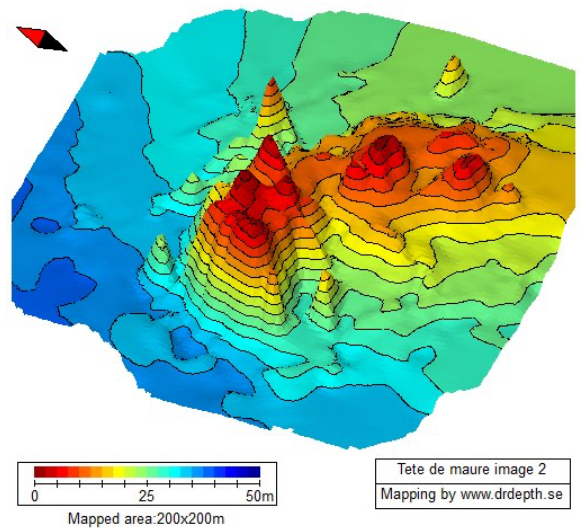 0 25 50m
Mapped area:200x200m
Tete de maure image 2
Mapping by www.drdepth.se